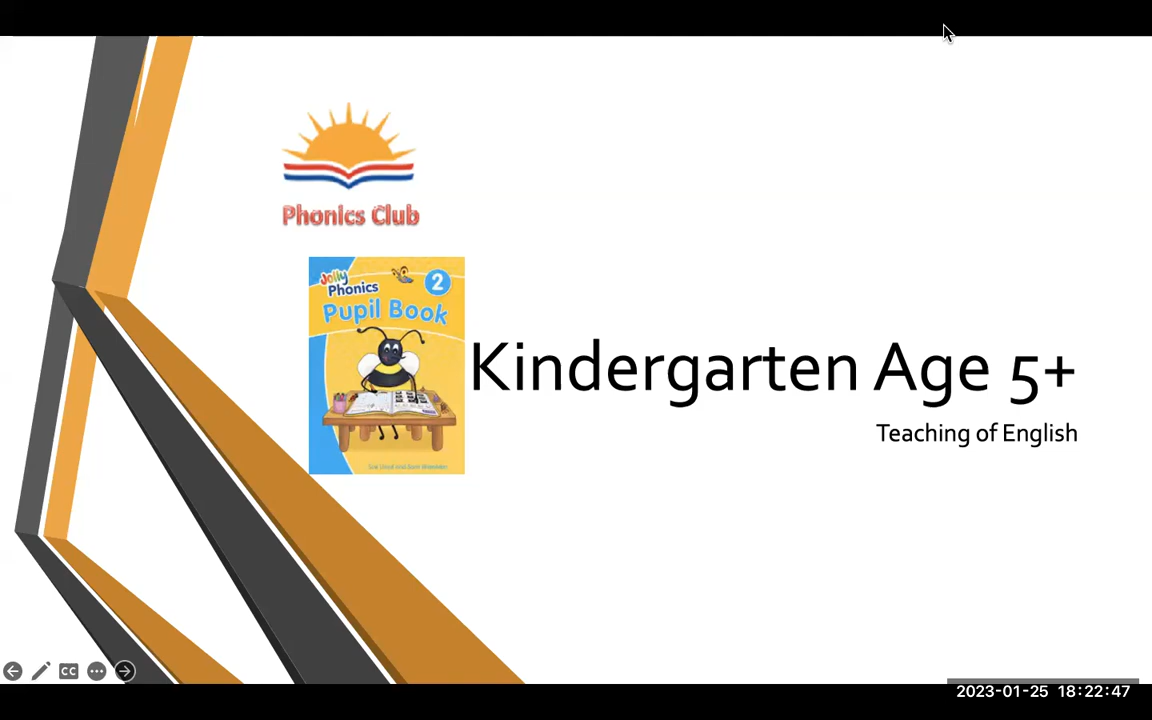 Phonics Club
Jolly
Phonics
2
Pupil Book
Kindergarten Age 5+
Teaching of English
CC
2023-01-25 18:22:47